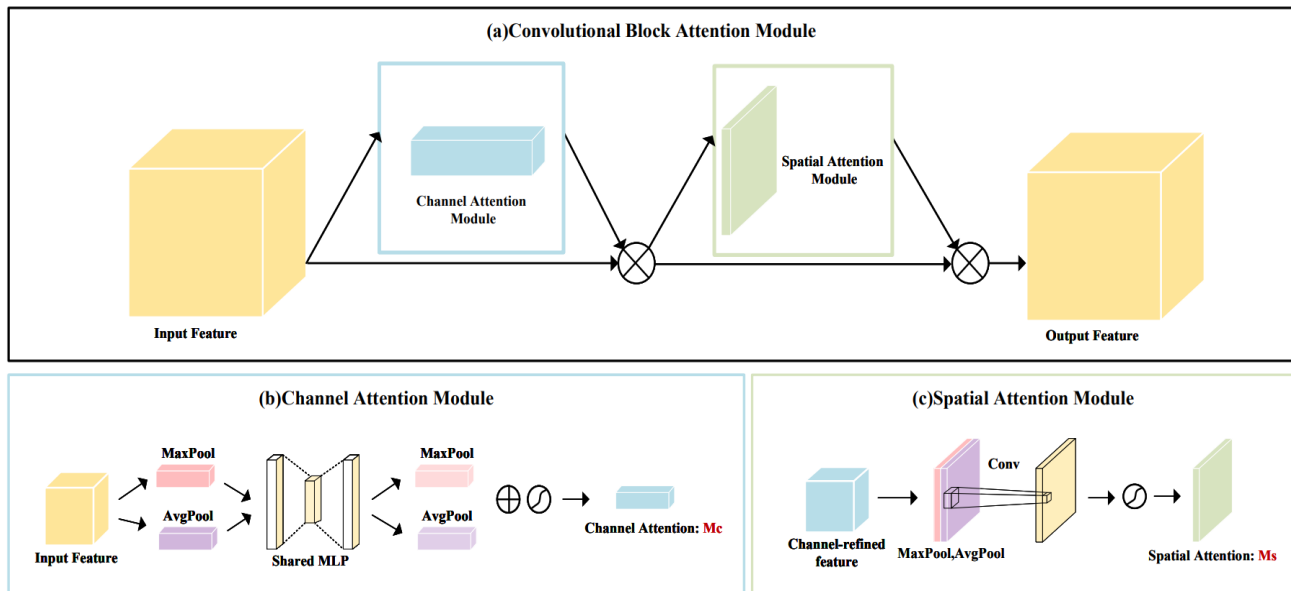 (a)Convolutional Block Attention Module
Channel Attention
Module
Spatial Attention
Module
Input Feature
Output Feature
(b)Channel Attention Module
MaxPool
AvgPool
Input Feature
Shared MLP
MaxPool
AvgPool
Channel Attention: Mc
(c)Spatial Attention Module
Conv
Channel-refined
feature
MaxPool,AvgPool
Spatial Attention: Ms